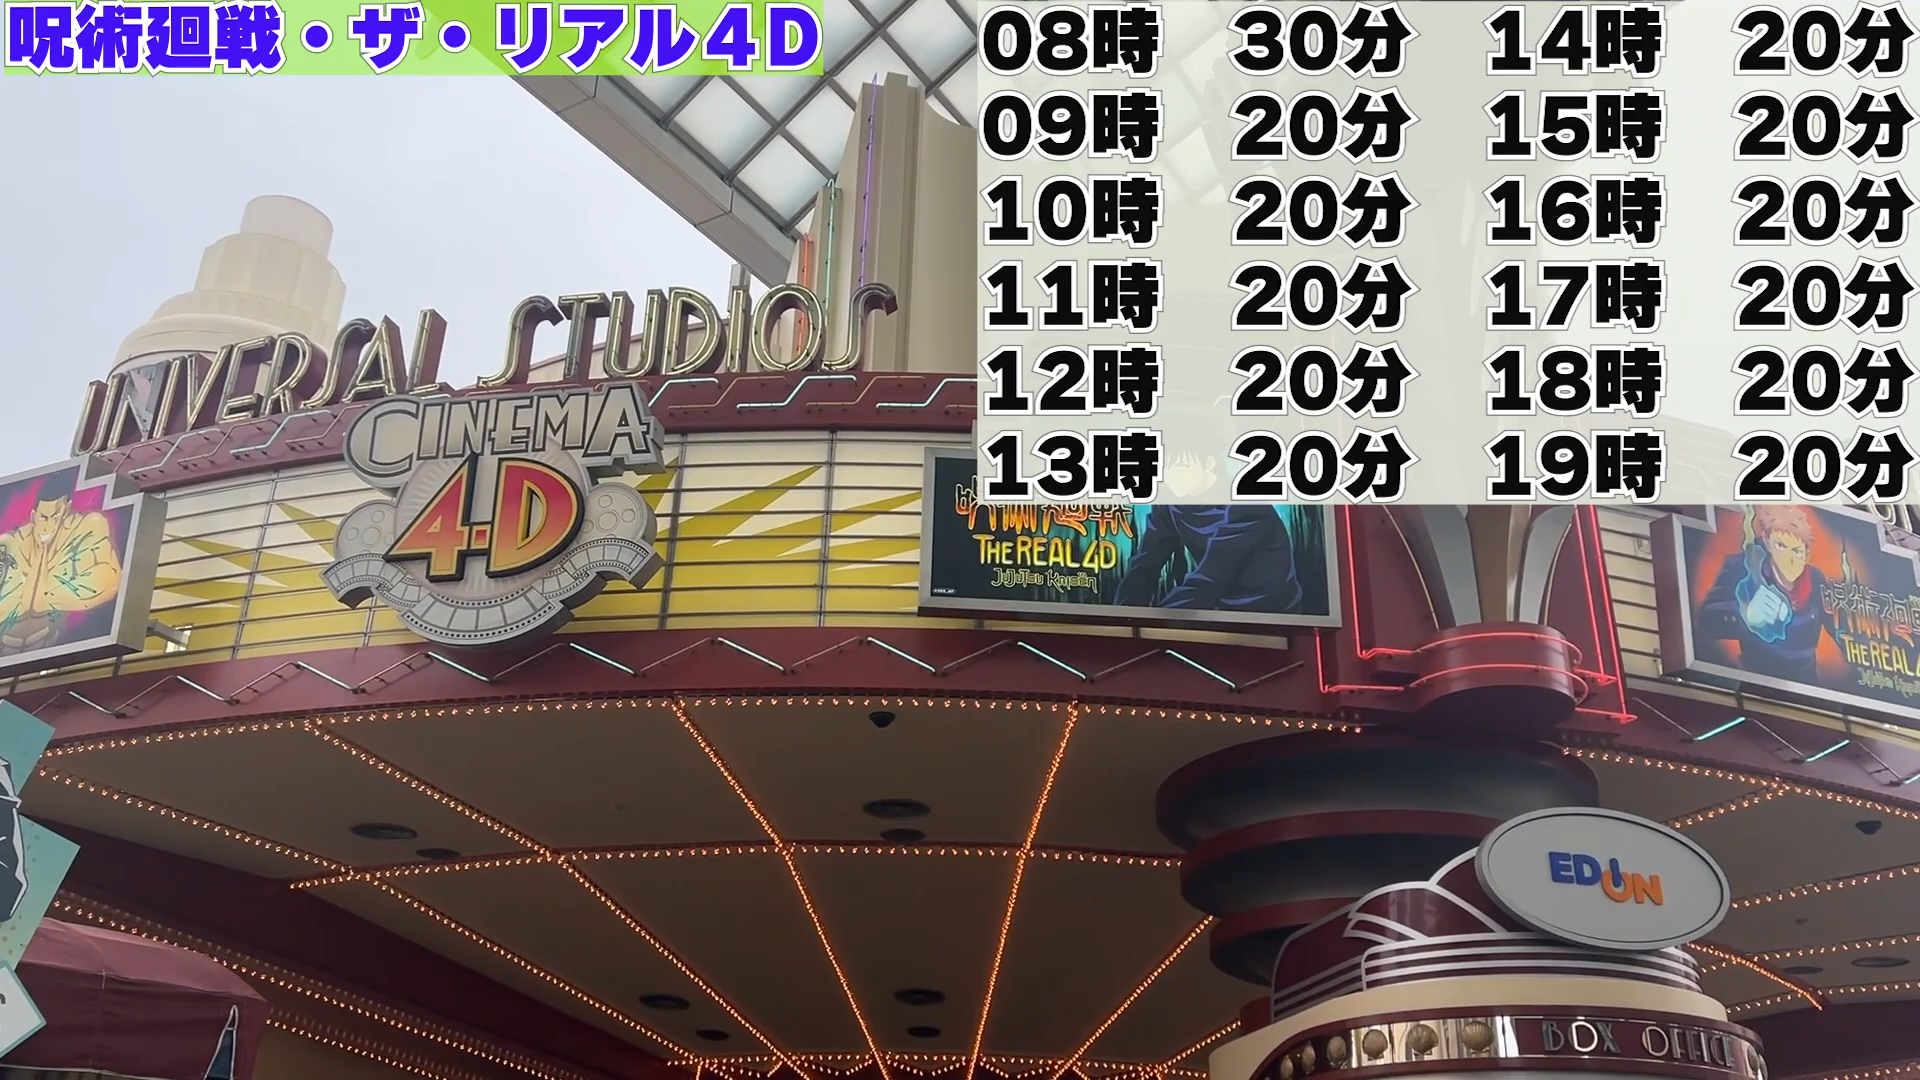 呪術廻戦・ザ・リアル４D
08時 30分 14時 20分
09時 20分 15時 20分
10時 20分 16時 20分
11時 20分 17時 20分
12時 20分 18時 20分
13時 20分 19時 20分
UNIVERSAL STUDIOS
CINEMA
4-D
呪術廻戦
THE REAL 4D
JUJUTSU KAISEN
THE REAL 4
EDION
BOX OFFICE